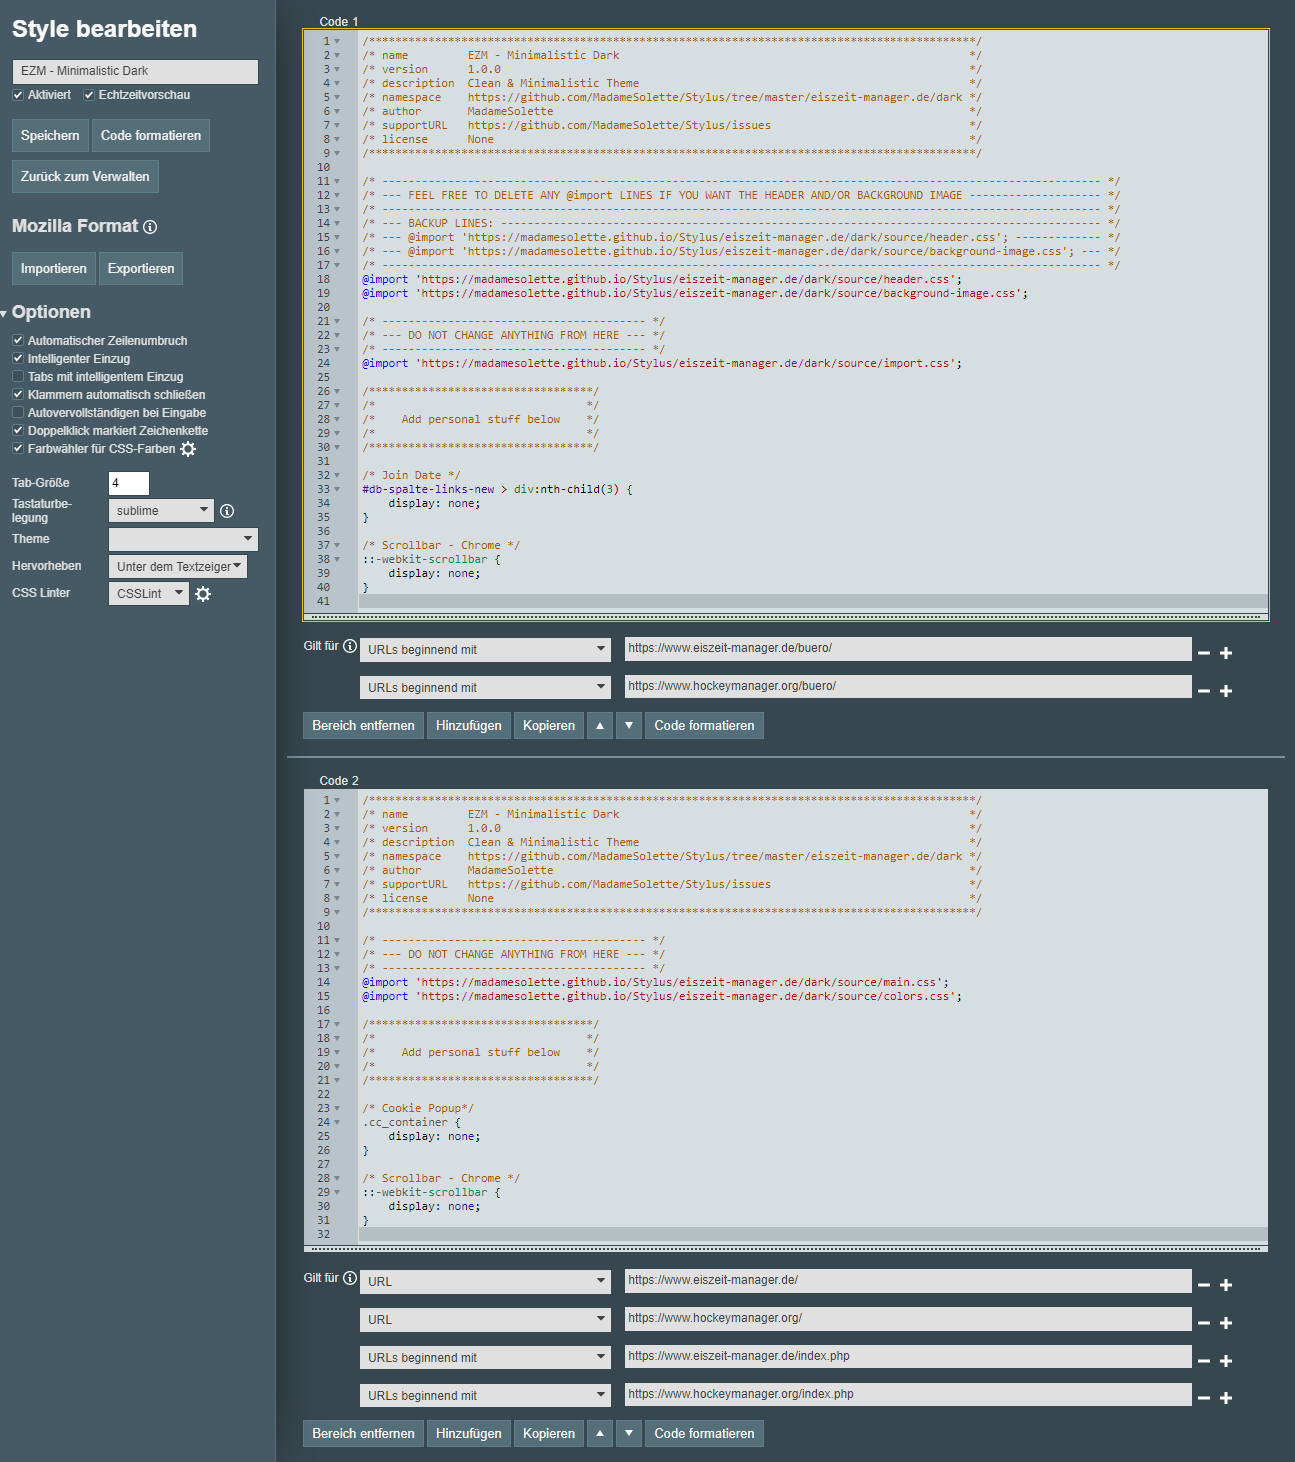 Style bearbeiten
EZM - Minimalistic Dark
Aktiviert Echtzeitvorschau
Speichern Code formatieren
Zurück zum Verwalten
Mozilla Format
Importieren Exportieren
Optionen
Automatischer Zeilenumbruch
Intelligenter Einzug
Tabs mit intelligentem Einzug
Klammern automatisch schließen
Autovervollständigen bei Eingabe
Doppelklick markiert Zeichenkette
Farbwähler für CSS-Farben
Tab-Größe 4
Tastaturbe-
legung sublime
Theme
Hervorheben Unter dem Textzeiger
CSS Linter CSSLint
Code 1
1 /********************************************************************************************/
2 /* name         EZM - Minimalistic Dark                                                     */
3 /* version      1.0.0                                                                       */
4 /* description  Clean & Minimalistic Theme                                                  */
5 /* namespace    https://github.com/MadameSolette/Stylus/tree/master/eiszeit-manager.de/dark */
6 /* author       MadameSolette                                                               */
7 /* supportURL   https://github.com/MadameSolette/Stylus/issues                              */
8 /* license      None                                                                        */
9 /********************************************************************************************/
10
11 /* ------------------------------------------------------------------------------------------------------------- */
12 /* --- FEEL FREE TO DELETE ANY @import LINES IF YOU WANT THE HEADER AND/OR BACKGROUND IMAGE -------------------- */
13 /* ------------------------------------------------------------------------------------------------------------- */
14 /* --- BACKUP LINES: ------------------------------------------------------------------------------------------- */
15 /* --- @import 'https://madamesolette.github.io/Stylus/eiszeit-manager.de/dark/source/header.css'; ------------- */
16 /* --- @import 'https://madamesolette.github.io/Stylus/eiszeit-manager.de/dark/source/background-image.css'; --- */
17 /* ------------------------------------------------------------------------------------------------------------- */
18 @import 'https://madamesolette.github.io/Stylus/eiszeit-manager.de/dark/source/header.css';
19 @import 'https://madamesolette.github.io/Stylus/eiszeit-manager.de/dark/source/background-image.css';
20
21 /* ---------------------------------------- */
22 /* --- DO NOT CHANGE ANYTHING FROM HERE --- */
23 /* ---------------------------------------- */
24 @import 'https://madamesolette.github.io/Stylus/eiszeit-manager.de/dark/source/import.css';
25
26 /**********************************/
27 /*                                */
28 /*    Add personal stuff below    */
29 /*                                */
30 /**********************************/
31
32 /* Join Date */
33 #db-spalte-links-new > div:nth-child(3) {
34     display: none;
35 }
36
37 /* Scrollbar - Chrome */
38 ::-webkit-scrollbar {
39     display: none;
40 }
41
Gilt für URLs beginnend mit https://www.eiszeit-manager.de/buero/
URLs beginnend mit https://www.hockeymanager.org/buero/
Bereich entfernen Hinzufügen Kopieren ▲ ▼ Code formatieren
Code 2
1 /********************************************************************************************/
2 /* name         EZM - Minimalistic Dark                                                     */
3 /* version      1.0.0                                                                       */
4 /* description  Clean & Minimalistic Theme                                                  */
5 /* namespace    https://github.com/MadameSolette/Stylus/tree/master/eiszeit-manager.de/dark */
6 /* author       MadameSolette                                                               */
7 /* supportURL   https://github.com/MadameSolette/Stylus/issues                              */
8 /* license      None                                                                        */
9 /********************************************************************************************/
10
11 /* ---------------------------------------- */
12 /* --- DO NOT CHANGE ANYTHING FROM HERE --- */
13 /* ---------------------------------------- */
14 @import 'https://madamesolette.github.io/Stylus/eiszeit-manager.de/dark/source/main.css';
15 @import 'https://madamesolette.github.io/Stylus/eiszeit-manager.de/dark/source/colors.css';
16
17 /**********************************/
18 /*                                */
19 /*    Add personal stuff below    */
20 /*                                */
21 /**********************************/
22
23 /* Cookie Popup*/
24 .cc_container {
25     display: none;
26 }
27
28 /* Scrollbar - Chrome */
29 ::-webkit-scrollbar {
30     display: none;
31 }
32
Gilt für URL https://www.eiszeit-manager.de/
URL https://www.hockeymanager.org/
URLs beginnend mit https://www.eiszeit-manager.de/index.php
URLs beginnend mit https://www.hockeymanager.org/index.php
Bereich entfernen Hinzufügen Kopieren ▲ ▼ Code formatieren